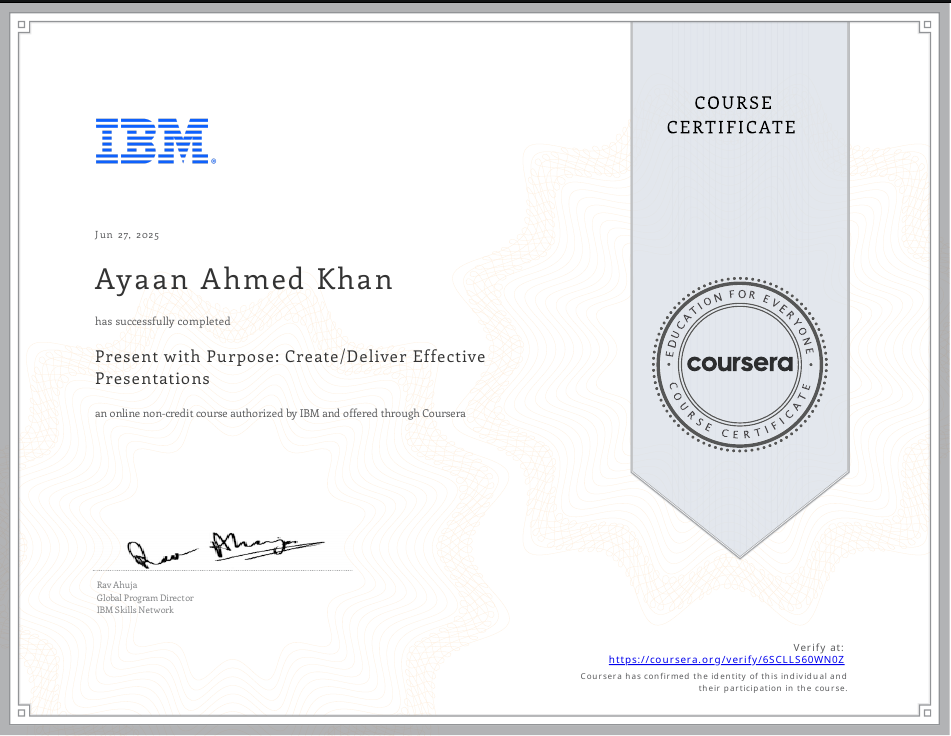 COURSE
CERTIFICATE
IBM®
Jun 27, 2025
Ayaan Ahmed Khan
has successfully completed
Present with Purpose: Create/Deliver Effective
Presentations
an online non-credit course authorized by IBM and offered through Coursera
EDUCATION FOR EVERYONE
coursera
COURSE CERTIFICATE
Rav Ahuja
Rav Ahuja
Global Program Director
IBM Skills Network
Verify at:
https://coursera.org/verify/6SCLLS60WN0Z
Coursera has confirmed the identity of this individual and
their participation in the course.